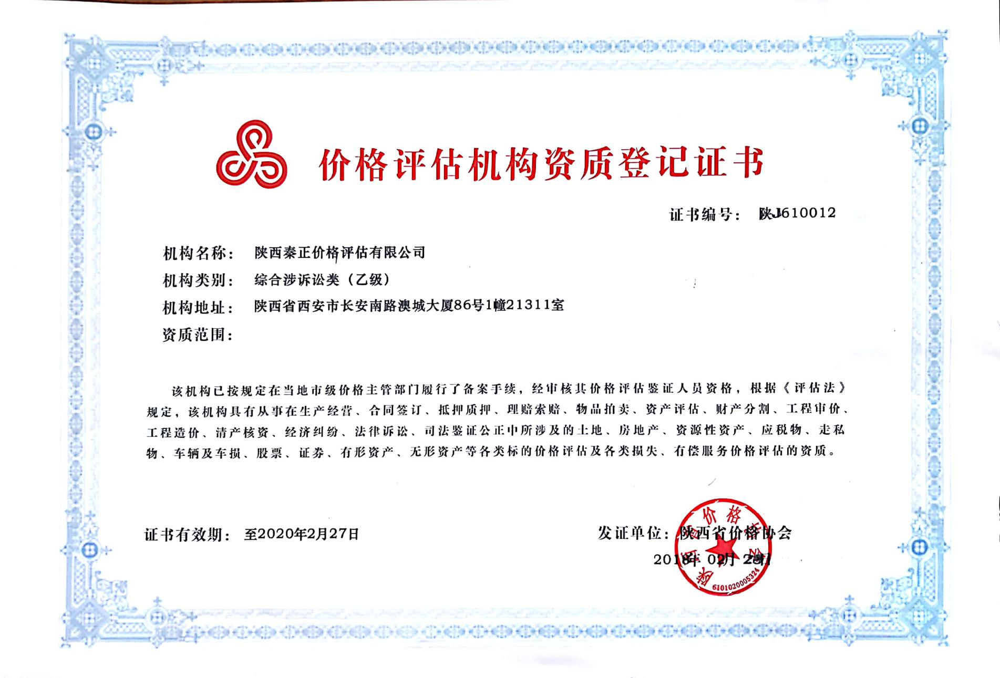 价格评估机构资质登记证书
证书编号： 陕J610012
机构名称： 陕西秦正价格评估有限公司
机构类别： 综合涉诉讼类（乙级）
机构地址： 陕西省西安市长安南路澳城大厦86号1幢21311室
资质范围：
该机构已按规定在当地市级价格主管部门履行了备案手续，经审核其价格评估鉴证人员资格，根据《评估法》
规定，该机构具有从事在生产经营、合同签订、抵押质押、理赔索赔、物品拍卖、资产评估、财产分割、工程审价、
工程造价、清产核资、经济纠纷、法律诉讼、司法鉴证公正中所涉及的土地、房地产、资源性资产、应税物、走私
物、车辆及车损、股票、证券、有形资产、无形资产等各类标的价格评估及各类损失、有偿服务价格评估的资质。
证书有效期： 至2020年2月27日
发证单位：陕西省价格协会
2018年 02月 28日
陕西省价格协会
6101020005324